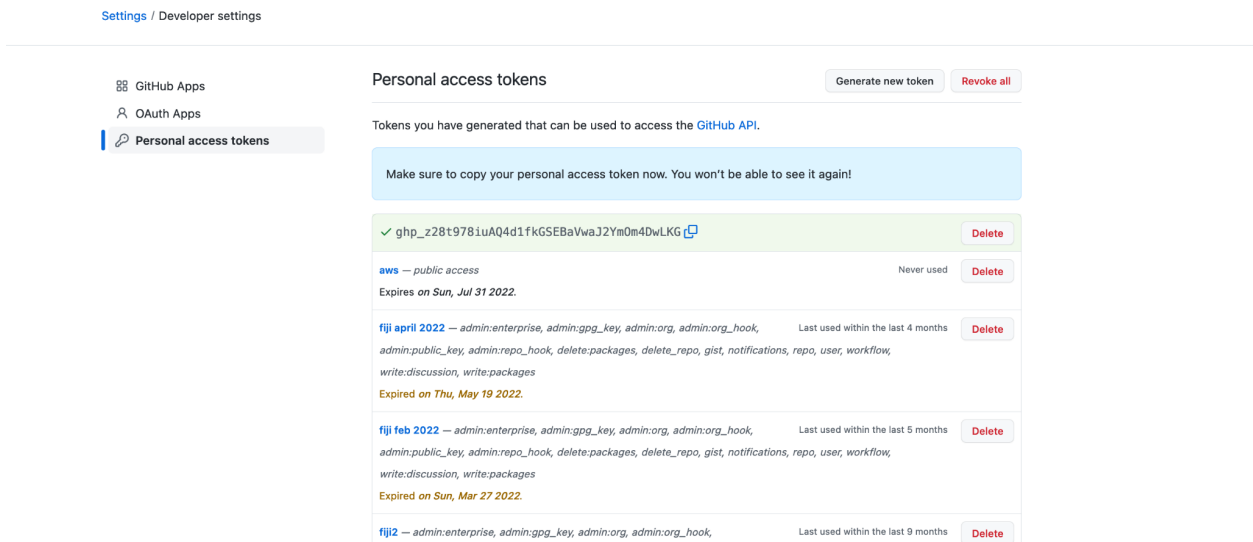 Settings / Developer settings
GitHub Apps
OAuth Apps
Personal access tokens
Personal access tokens
Generate new token
Revoke all
Tokens you have generated that can be used to access the GitHub API.
Make sure to copy your personal access token now. You won't be able to see it again!
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
Delete
aws — public access
Never used
Delete
Expires on Sun, Jul 31 2022.
fiji april 2022 — admin:enterprise, admin:gpg_key, admin:org, admin:org_hook,
Last used within the last 4 months
Delete
admin:public_key, admin:repo_hook, delete:packages, delete_repo, gist, notifications, repo, user, workflow,
write:discussion, write:packages
Expired on Thu, May 19 2022.
fiji feb 2022 — admin:enterprise, admin:gpg_key, admin:org, admin:org_hook,
Last used within the last 5 months
Delete
admin:public_key, admin:repo_hook, delete:packages, delete_repo, gist, notifications, repo, user, workflow,
write:discussion, write:packages
Expired on Sun, Mar 27 2022.
fiji2 — admin:enterprise, admin:gpg_key, admin:org, admin:org_hook,
Last used within the last 9 months
Delete